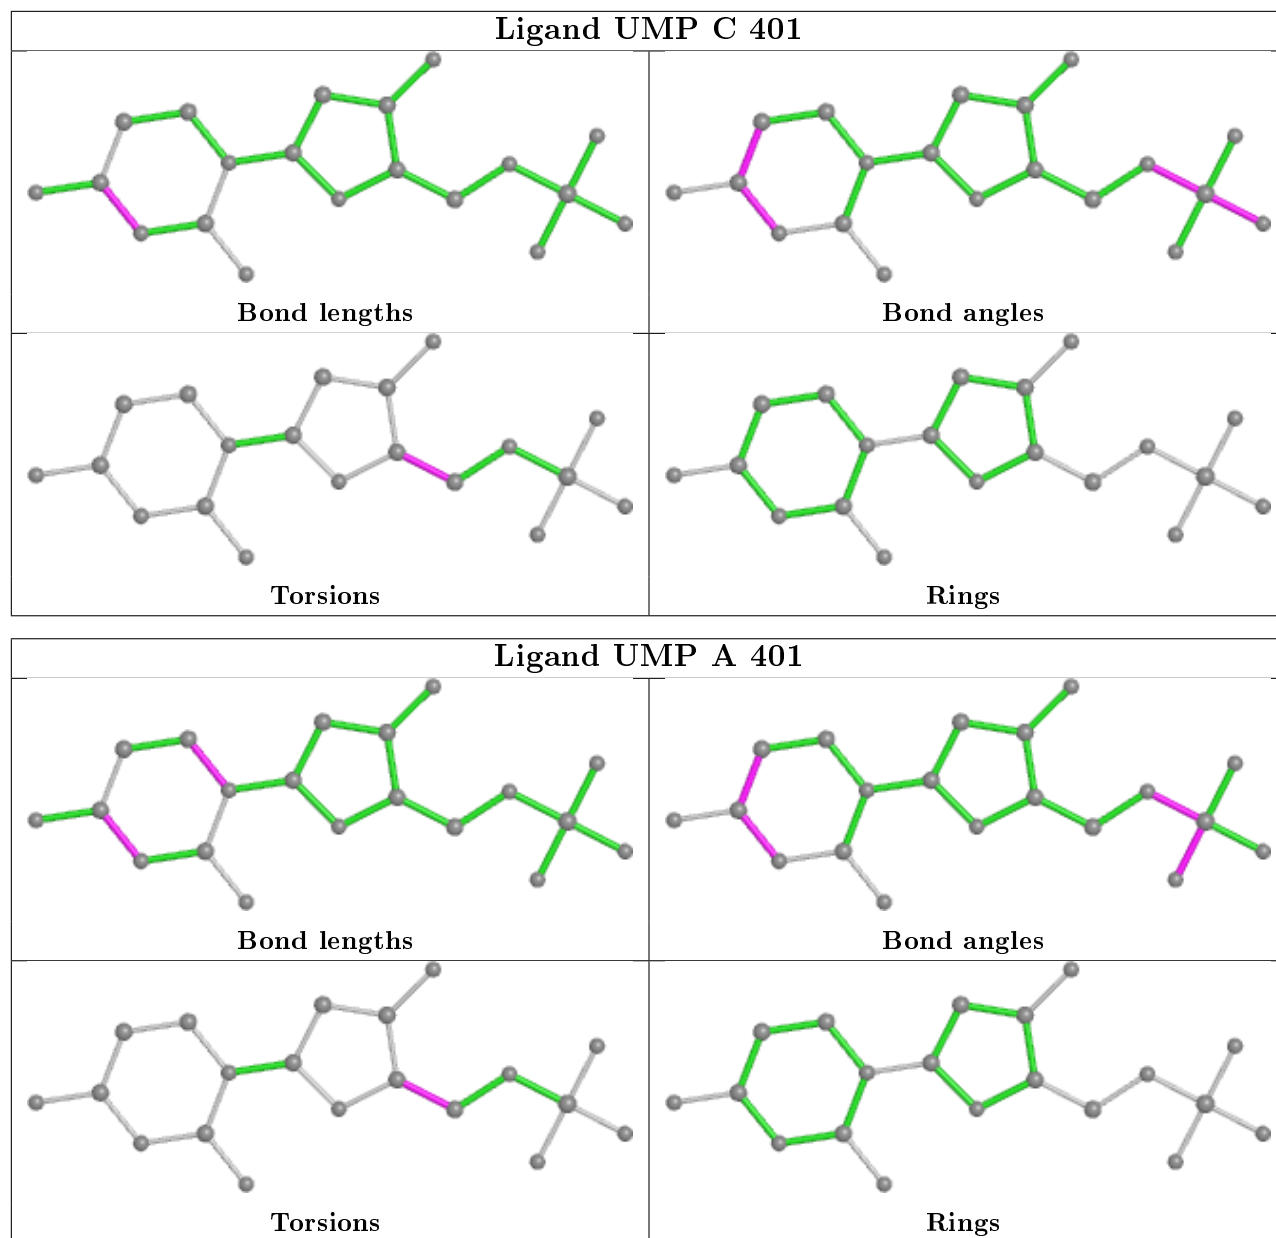 Ligand UMP C 401
Bond lengths
Bond angles
Torsions
Rings
Ligand UMP A 401
Bond lengths
Bond angles
Torsions
Rings